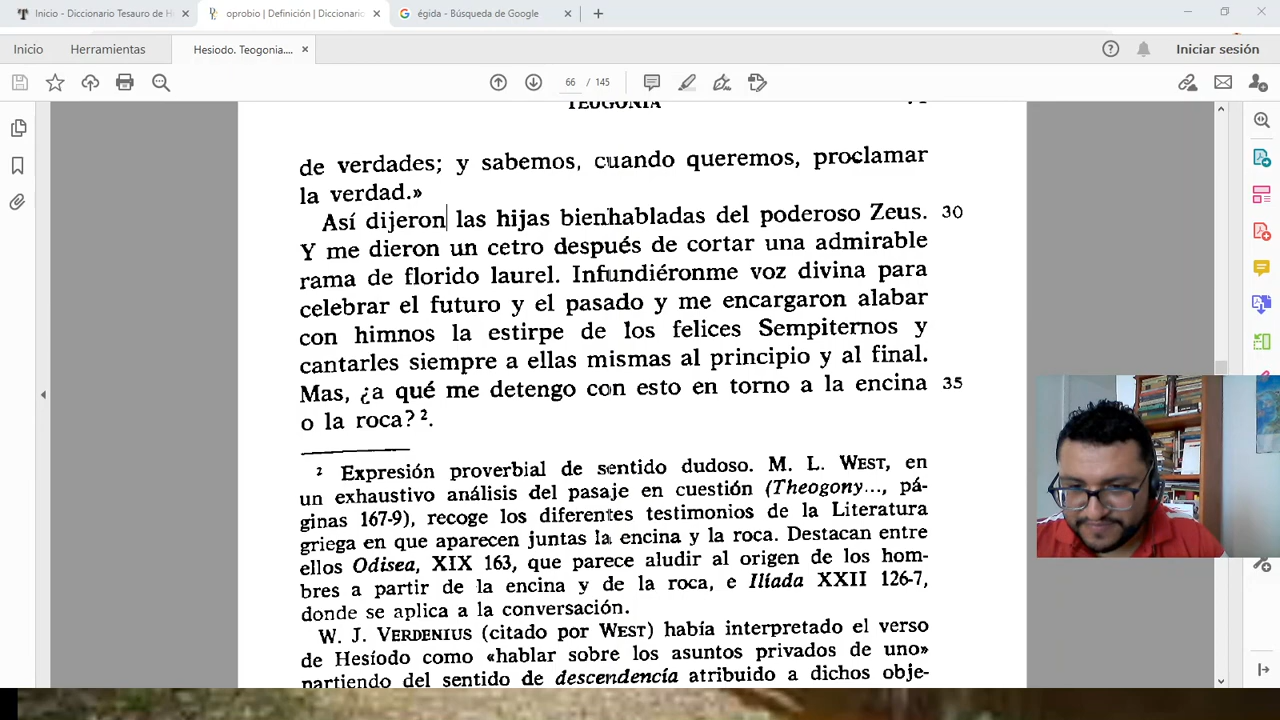 Inicio - Diccionario Tesauro de H
oprobio | Definición | Diccionario
égida - Búsqueda de Google
Inicio
Herramientas
Hesiodo. Teogonia....
66 / 145
Iniciar sesión
TEOGONÍA
71
de verdades; y sabemos, cuando queremos, proclamar
la verdad.»
Así dijeron las hijas bienhabladas del poderoso Zeus. 30
Y me dieron un cetro después de cortar una admirable
rama de florido laurel. Infundiéronme voz divina para
celebrar el futuro y el pasado y me encargaron alabar
con himnos la estirpe de los felices Sempiternos y
cantarles siempre a ellas mismas al principio y al final.
Mas, ¿a qué me detengo con esto en torno a la encina 35
o la roca? ².
² Expresión proverbial de sentido dudoso. M. L. WEST, en
un exhaustivo análisis del pasaje en cuestión (Theogony..., pá-
ginas 167-9), recoge los diferentes testimonios de la Literatura
griega en que aparecen juntas la encina y la roca. Destacan entre
ellos Odisea, XIX 163, que parece aludir al origen de los hom-
bres a partir de la encina y de la roca, e Ilíada XXII 126-7,
donde se aplica a la conversación.
W. J. VERDENIUS (citado por WEST) había interpretado el verso
de Hesíodo como «hablar sobre los asuntos privados de uno»
partiendo del sentido de descendencia atribuido a dichos obje-